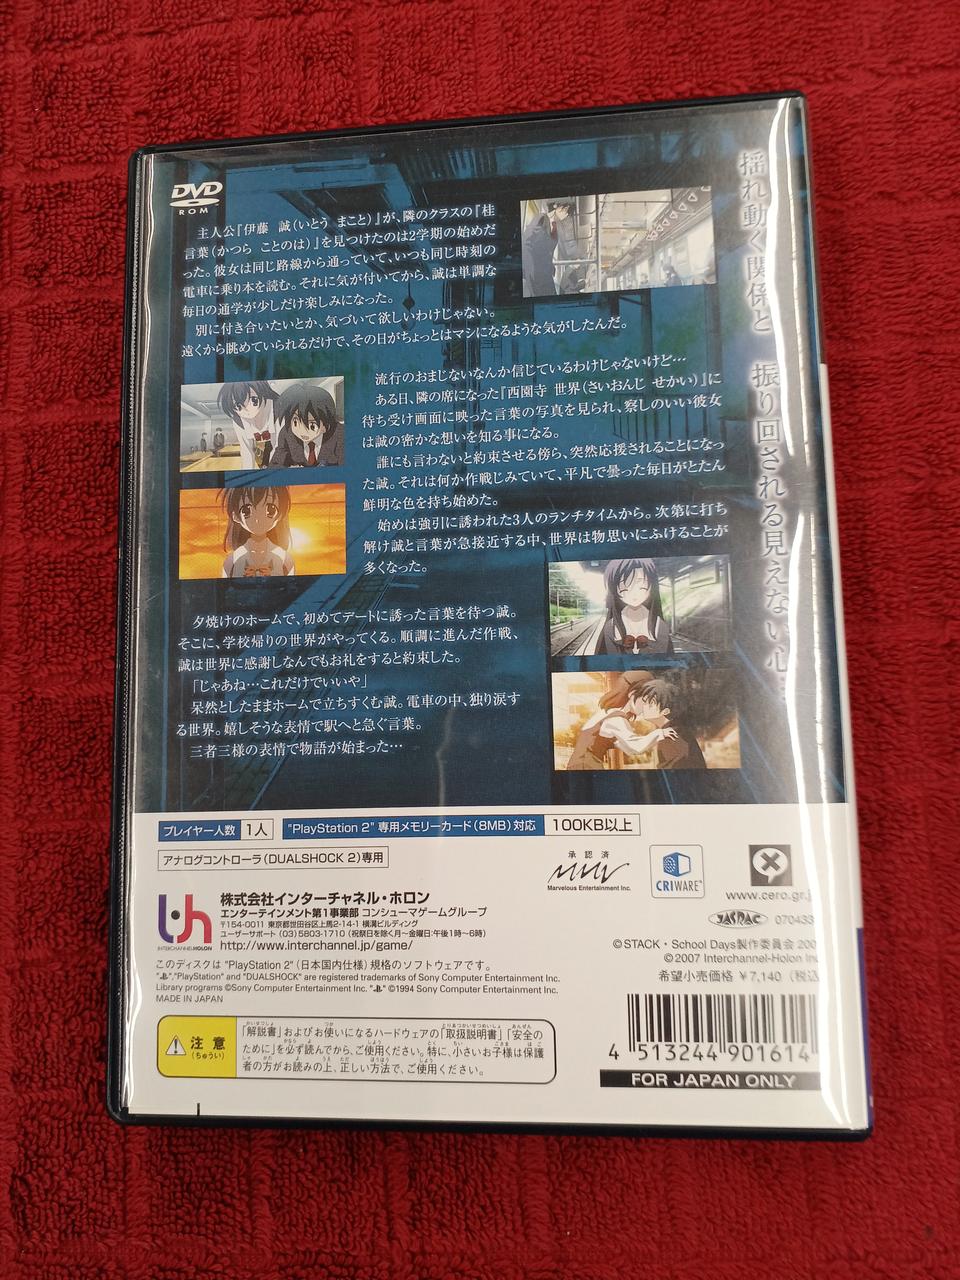 DVD
ROM
揺れ動く関係と 振り回される見えない心…
主人公『伊藤 誠(いとう まこと)』が、隣のクラスの『桂
言葉(かつら ことのは)』を見つけたのは2学期の始めだ
った。彼女は同じ路線から通っていて、いつも同じ時刻の
電車に乗り本を読む。それに気が付いてから、誠は単調な
毎日の通学が少しだけ楽しみになった。
別に付き合いたいとか、気づいて欲しいわけじゃない。
遠くから眺めていられるだけで、その日がちょっとはマシになるような気がしたんだ。
流行のおまじないなんか信じているわけじゃないけど…
ある日、隣の席になった『西園寺 世界(さいおんじ せかい)』に
待ち受け画面に映った言葉の写真を見られ、察しのいい彼女
は誠の密かな想いを知る事になる。
誰にも言わないと約束させる傍ら、突然応援されることになっ
た誠。それは何か作戦じみていて、平凡で曇った毎日がとたん
鮮明な色を持ち始めた。
始めは強引に誘われた3人のランチタイムから。次第に打ち
解け誠と言葉が急接近する中、世界は物思いにふけることが
多くなった。
夕焼けのホームで、初めてデートに誘った言葉を待つ誠。
そこに、学校帰りの世界がやってくる。順調に進んだ作戦、
誠は世界に感謝しなんでもお礼をすると約束した。
「じゃあね…これだけでいいや」
呆然としたままホームで立ちすくむ誠。電車の中、独り涙す
る世界。嬉しそうな表情で駅へと急ぐ言葉。
三者三様の表情で物語が始まった…
プレイヤー人数 1人 "PlayStation 2" 専用メモリーカード(8MB)対応 100KB以上
アナログコントローラ(DUALSHOCK 2)専用
承認済
Marvelous Entertainment Inc.
CRIWARE
www.cero.gr.j
JASRAC 070433
INTERCHANNEL-HOLON
株式会社インターチャネル・ホロン
エンターテインメント第1事業部 コンシューマゲームグループ
〒154-0011 東京都世田谷区上馬2-14-1 横溝ビルディング
ユーザーサポート (03)5803-1710 (祝祭日を除く月~金曜日:午後1時~6時)
http://www.interchannel.jp/game/
©STACK・School Days製作委員会 200
©2007 Interchannel-Holon Inc
希望小売価格 ¥7,140 (税込
このディスクは "PlayStation 2" (日本国内仕様) 規格のソフトウェアです。
" ","PlayStation" and "DUALSHOCK" are registered trademarks of Sony Computer Entertainment Inc.
Library programs ©Sony Computer Entertainment Inc. " " ©1994 Sony Computer Entertainment Inc.
MADE IN JAPAN
注意
(ちゅうい)
「解説書」およびお使いになるハードウェアの「取扱説明書」「安全の
ために」を必ず読んでから、ご使用ください。特に、小さいお子様は保護
者の方がお読みの上、正しい方法で、ご使用ください。
4 513244 901614
FOR JAPAN ONLY